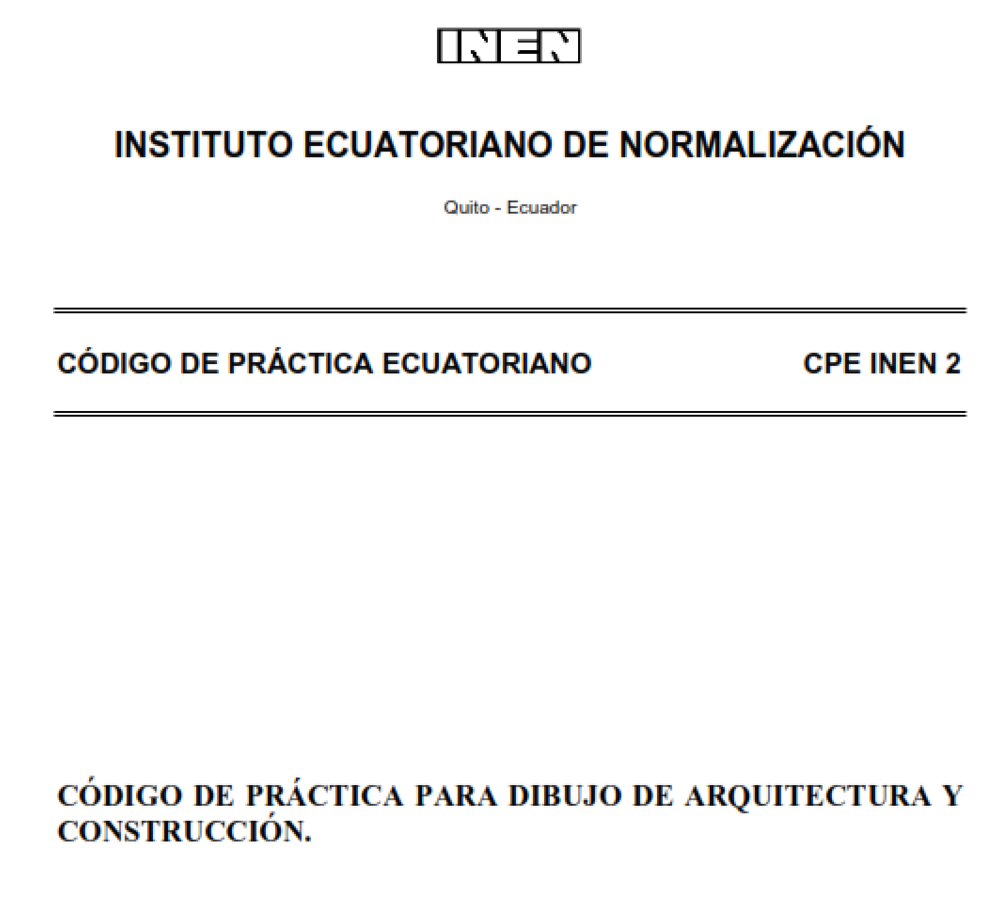 INEN
INSTITUTO ECUATORIANO DE NORMALIZACIÓN
Quito - Ecuador
CÓDIGO DE PRÁCTICA ECUATORIANO CPE INEN 2
CÓDIGO DE PRÁCTICA PARA DIBUJO DE ARQUITECTURA Y
CONSTRUCCIÓN.